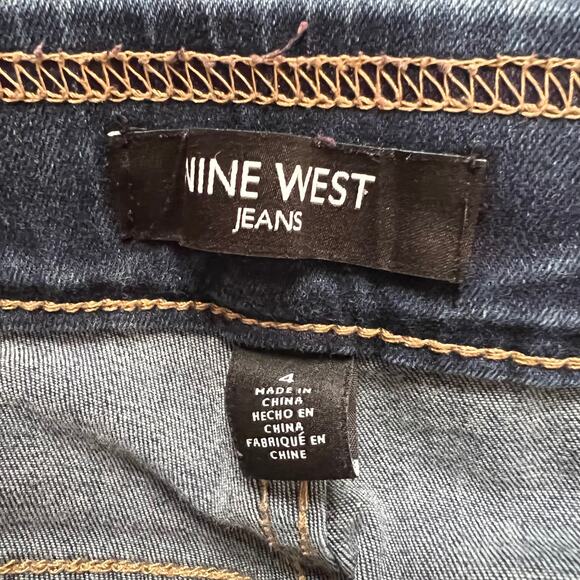 NINE WEST
JEANS
4
MADE IN
CHINA
HECHO EN
CHINA
FABRIQUÉ EN
CHINE